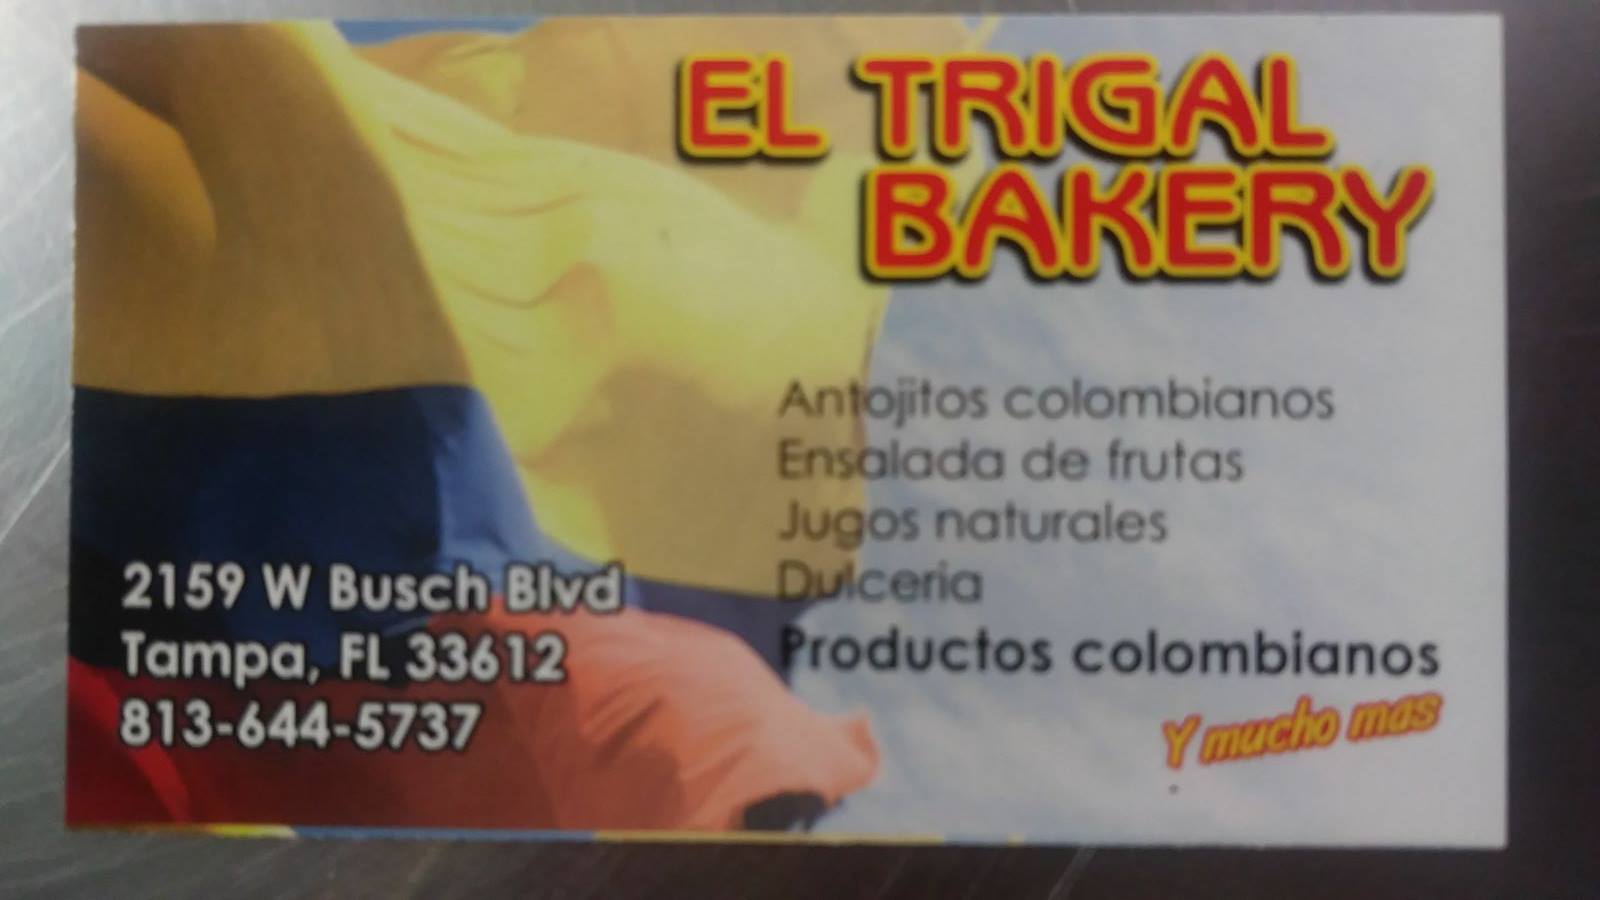 EL TRIGAL
BAKERY
Antojitos colombianos
Ensalada de frutas
Jugos naturales
Dulceria
Productos colombianos
Y mucho mas
2159 W Busch Blvd
Tampa, FL 33612
813-644-5737